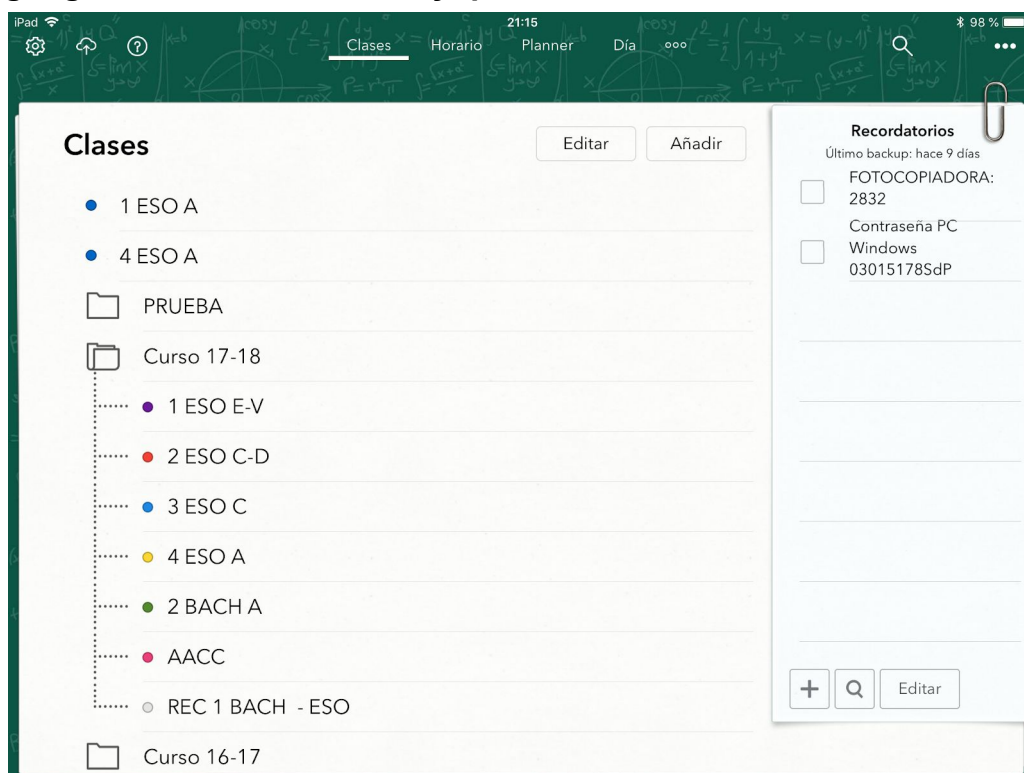 iPad 21:15 98 %
Clases Horario Planner Día
Clases
Editar Añadir
1 ESO A
4 ESO A
PRUEBA
Curso 17-18
1 ESO E-V
2 ESO C-D
3 ESO C
4 ESO A
2 BACH A
AACC
REC 1 BACH - ESO
Curso 16-17
Recordatorios
Último backup: hace 9 días
FOTOCOPIADORA:
2832
Contraseña PC
Windows
03015178SdP
Editar